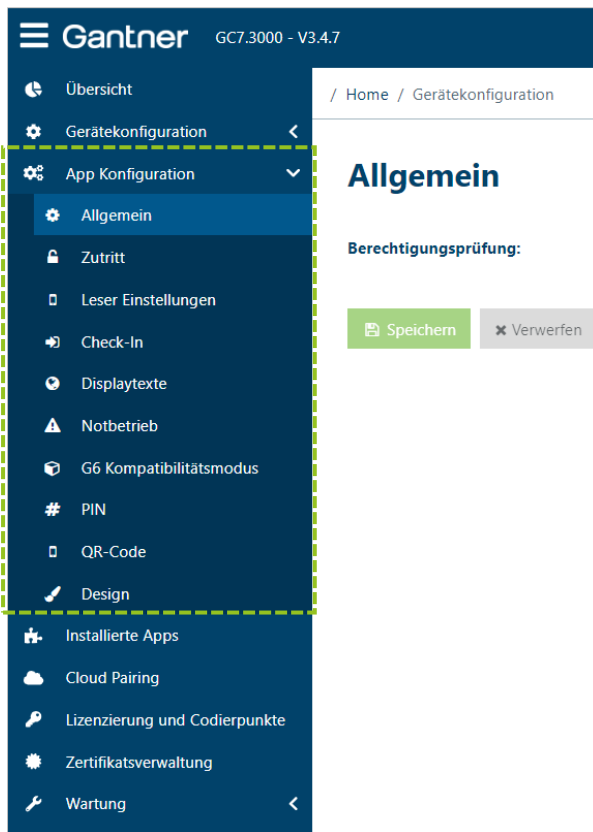 Gantner GC7.3000 - V3.4.7
Übersicht
/ Home / Gerätekonfiguration
Gerätekonfiguration
App Konfiguration
Allgemein
Allgemein
Zutritt
Berechtigungsprüfung:
Leser Einstellungen
Speichern
Verwerfen
Check-In
Displaytexte
Notbetrieb
G6 Kompatibilitätsmodus
PIN
QR-Code
Design
Installierte Apps
Cloud Pairing
Lizenzierung und Codierpunkte
Zertifikatsverwaltung
Wartung